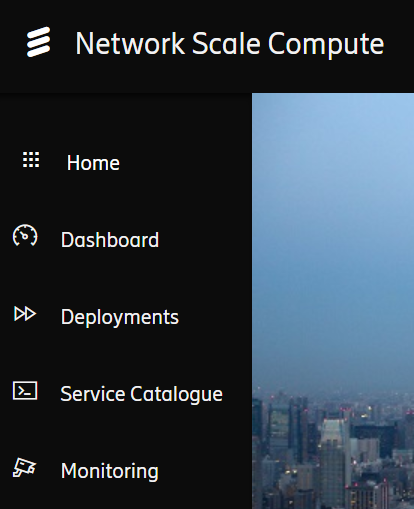 Network Scale Compute
Home
Dashboard
Deployments
Service Catalogue
Monitoring